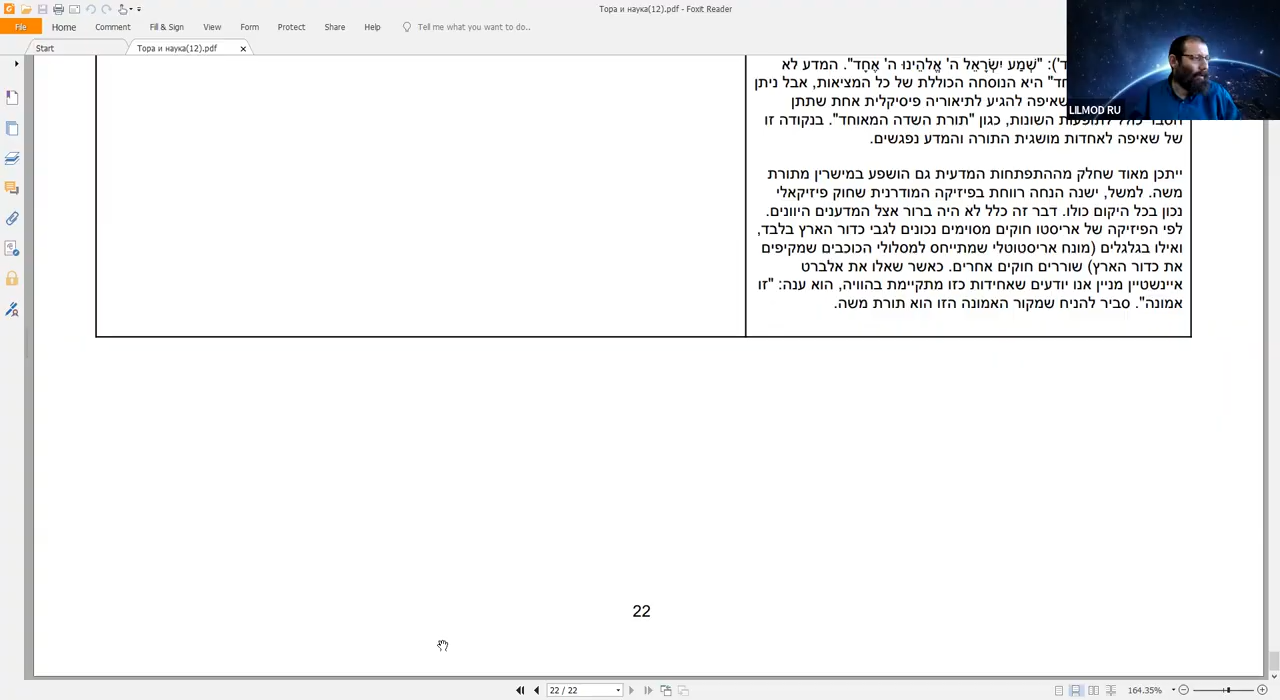 Тора и наука(12).pdf - Foxit Reader
File Home Comment Fill & Sign View Form Protect Share Help Tell me what you want to do..
Start Тора и наука(12).pdf
ד'): "שְׁמַע יִשְׂרָאֵל ה' אֱלֹהֵינוּ ה' אֶחָד". המדע לא
חד" היא הנוסחה הכוללת של כל המציאות, אבל ניתן
שאיפה להגיע לתיאוריה פיסיקלית אחת שתתן
הסבר כולל לתופעות השונות, כגון "תורת השדה המאוחד". בנקודה זו
של שאיפה לאחדות מושגית התורה והמדע נפגשים.
ייתכן מאוד שחלק מההתפתחות המדעית גם הושפע במישרין מתורת
משה. למשל, ישנה הנחה רווחת בפיזיקה המודרנית שחוק פיזיקאלי
נכון בכל היקום כולו. דבר זה כלל לא היה ברור אצל המדענים היוונים.
לפי הפיזיקה של אריסטו חוקים מסוימים נכונים לגבי כדור הארץ בלבד,
ואילו בגלגלים (מונח אריסטוטלי שמתייחס למסלולי הכוכבים שמקיפים
את כדור הארץ) שוררים חוקים אחרים. כאשר שאלו את אלברט
איינשטיין מניין אנו יודעים שאחידות כזו מתקיימת בהוויה, הוא ענה: "זו
אמונה". סביר להניח שמקור האמונה הזו הוא תורת משה.
LILMOD RU
22
22 / 22
164.35%